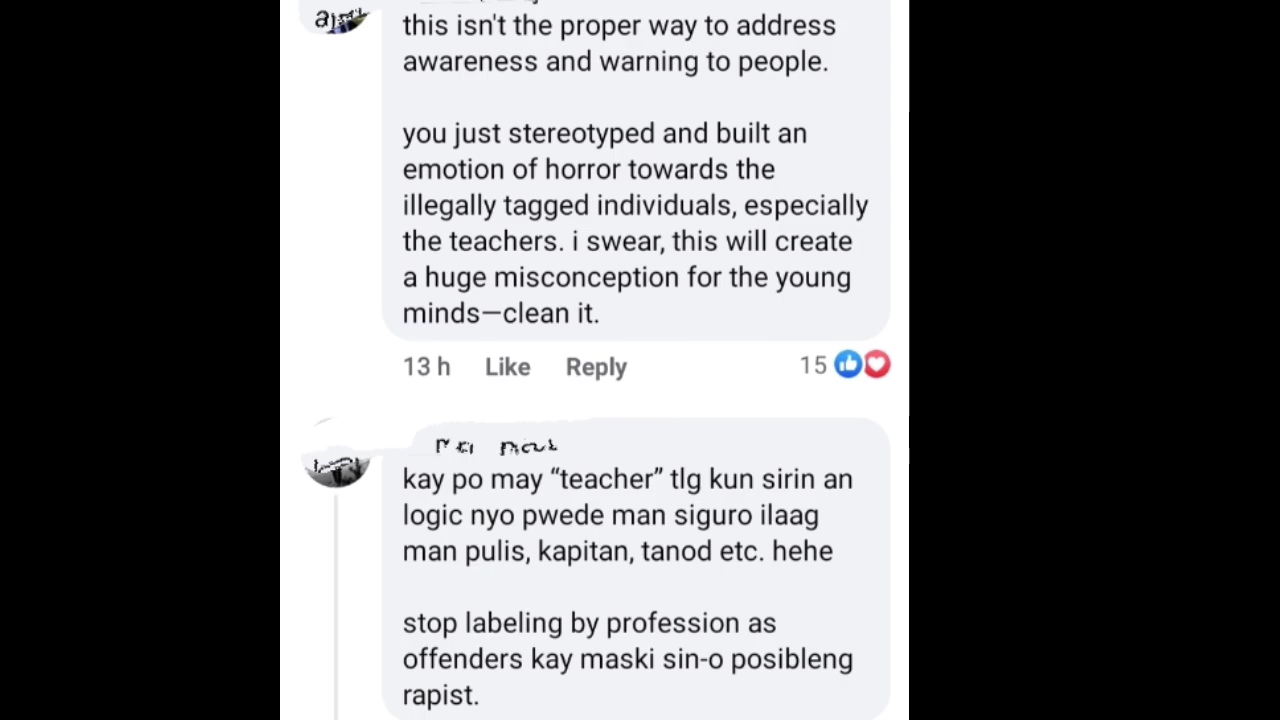 this isn't the proper way to address
awareness and warning to people.
you just stereotyped and built an
emotion of horror towards the
illegally tagged individuals, especially
the teachers. i swear, this will create
a huge misconception for the young
minds—clean it.
13 h Like Reply 15
kay po may “teacher” tlg kun sirin an
logic nyo pwede man siguro ilaag
man pulis, kapitan, tanod etc. hehe
stop labeling by profession as
offenders kay maski sin-o posibleng
rapist.